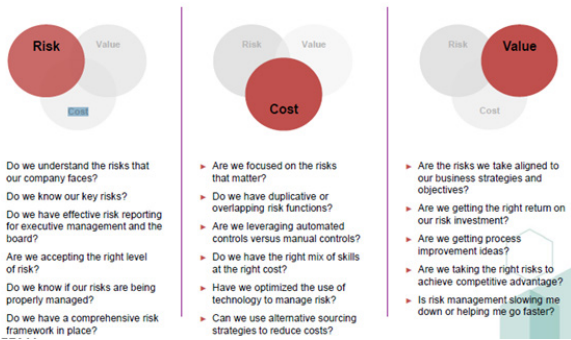 Risk
Value
Cost
Do we understand the risks that
our company faces?
Do we know our key risks?
Do we have effective risk reporting
for executive management and the
board?
Are we accepting the right level
of risk?
Do we know if our risks are being
properly managed?
Do we have a comprehensive risk
framework in place?
Risk
Value
Cost
► Are we focused on the risks
that matter?
► Do we have duplicative or
overlapping risk functions?
► Are we leveraging automated
controls versus manual controls?
► Do we have the right mix of skills
at the right cost?
► Have we optimized the use of
technology to manage risk?
► Can we use alternative sourcing
strategies to reduce costs?
Risk
Value
Cost
► Are the risks we take aligned to
our business strategies and
objectives?
► Are we getting the right return on
our risk investment?
► Are we getting process
improvement ideas?
► Are we taking the right risks to
achieve competitive advantage?
► Is risk management slowing me
down or helping me go faster?